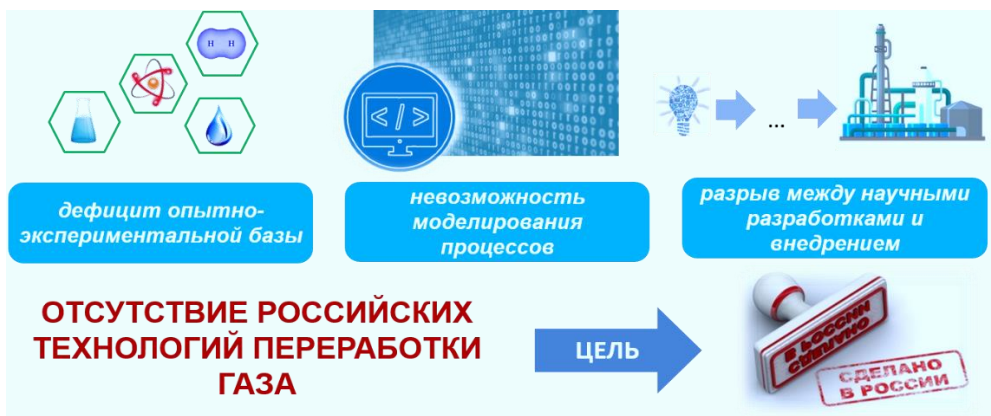 H H
</>
...
дефицит опытно-
экспериментальной базы
невозможность
моделирования
процессов
разрыв между научными
разработками и
внедрением
ОТСУТСТВИЕ РОССИЙСКИХ
ТЕХНОЛОГИЙ ПЕРЕРАБОТКИ
ГАЗА
ЦЕЛЬ
СДЕЛАНО
В РОССИИ
СДЕЛАНО
В РОССИИ